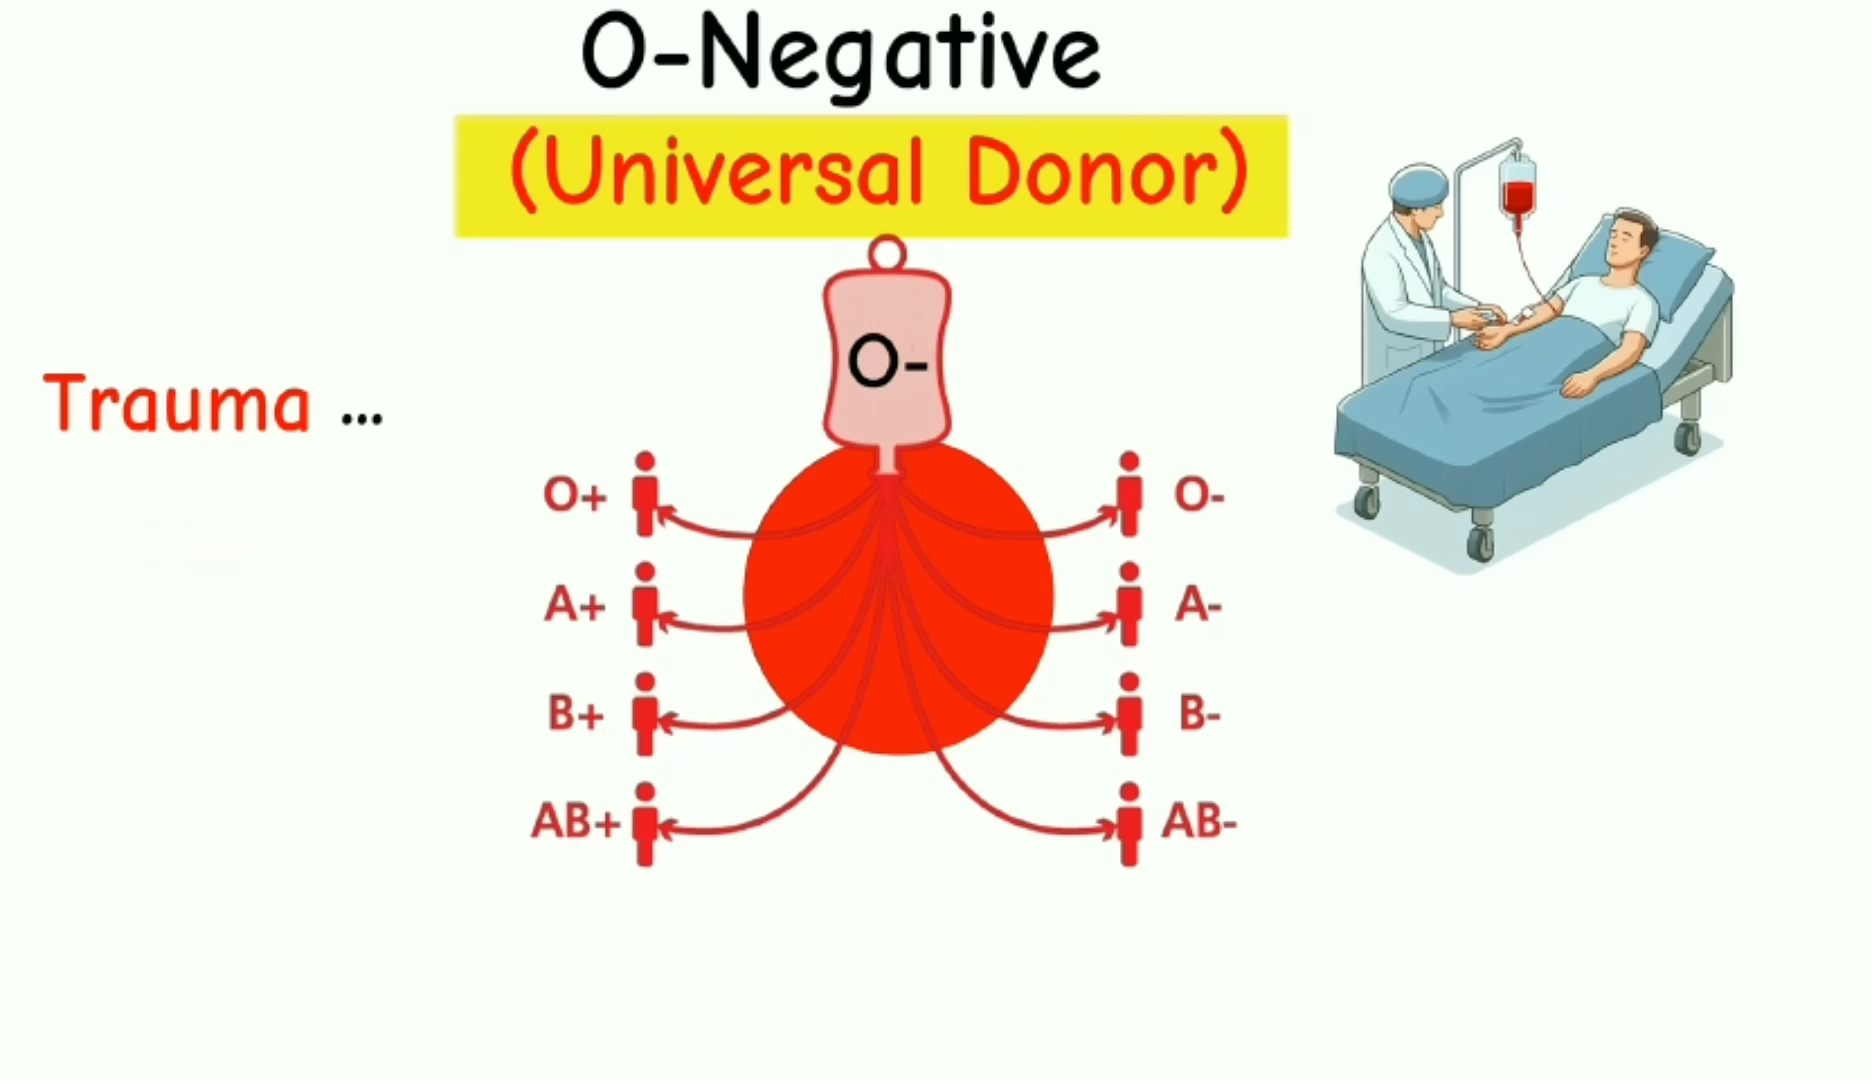 O-Negative
(Universal Donor)
O-
Trauma ...
O+
O-
A+
A-
B+
B-
AB+
AB-